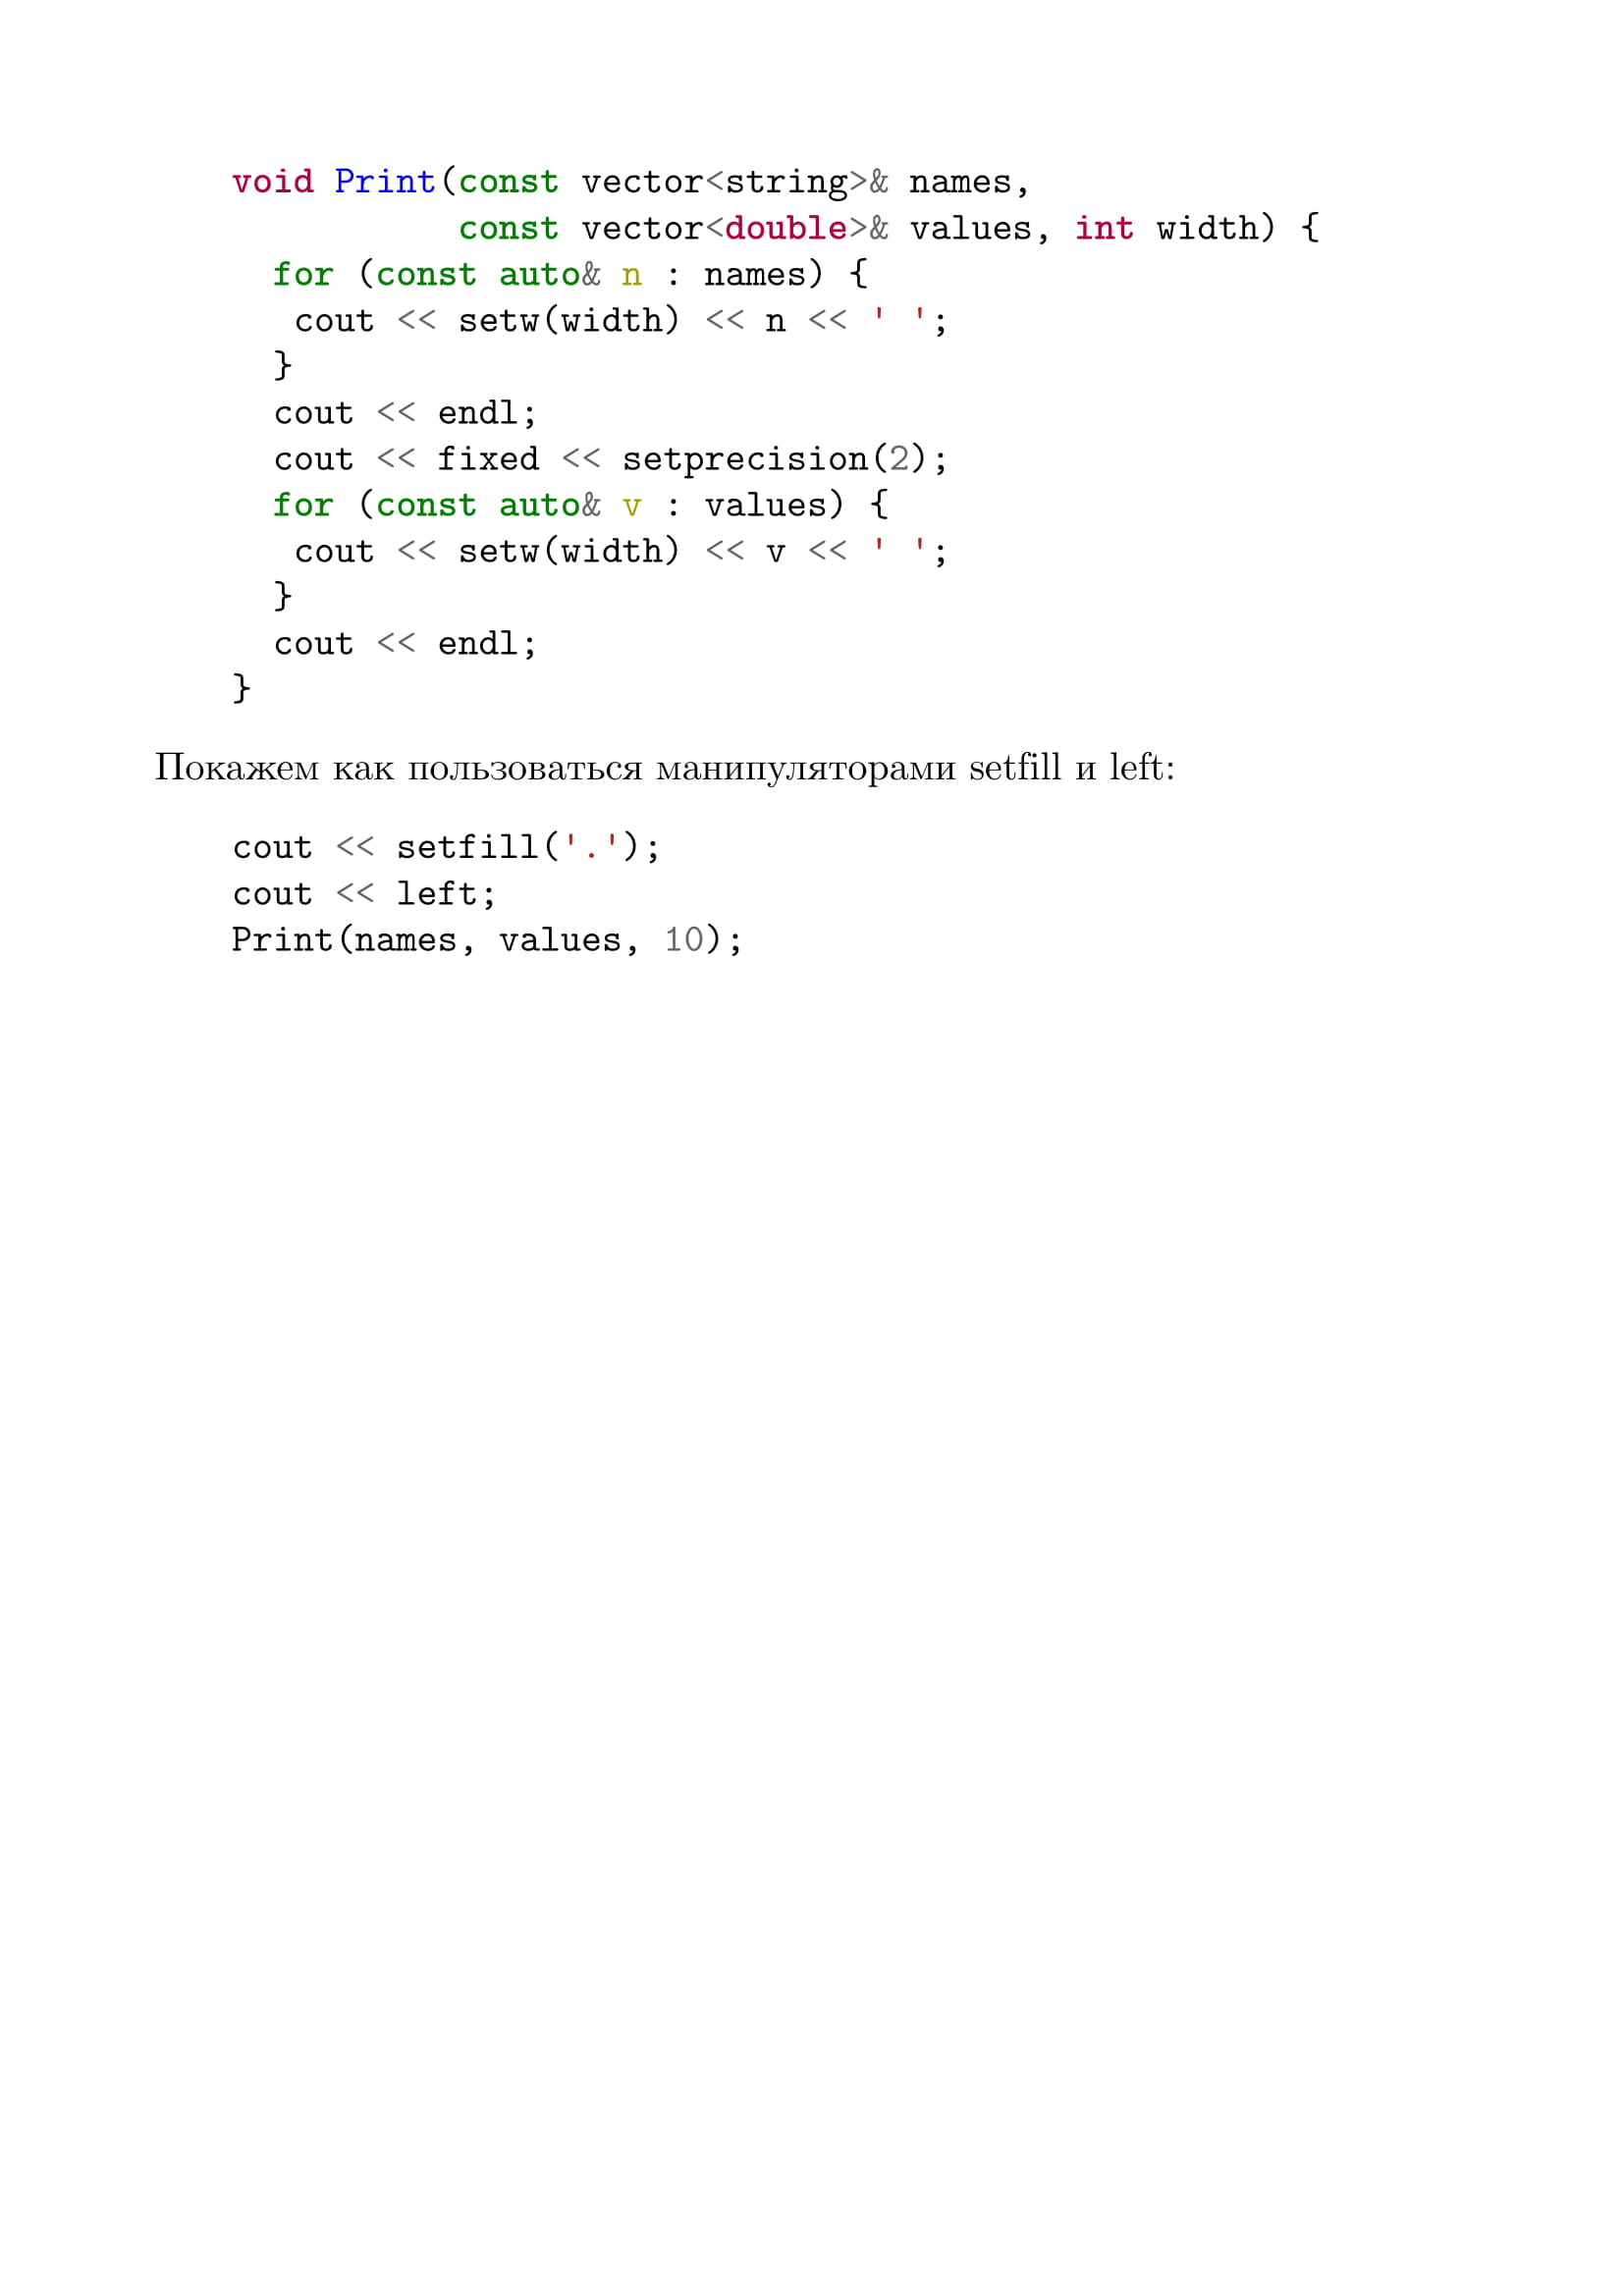 void Print(const vector<string>& names,
           const vector<double>& values, int width) {
  for (const auto& n : names) {
   cout << setw(width) << n << ' ';
  }
  cout << endl;
  cout << fixed << setprecision(2);
  for (const auto& v : values) {
   cout << setw(width) << v << ' ';
  }
  cout << endl;
}
Покажем как пользоваться манипуляторами setfill и left:
cout << setfill('.');
cout << left;
Print(names, values, 10);